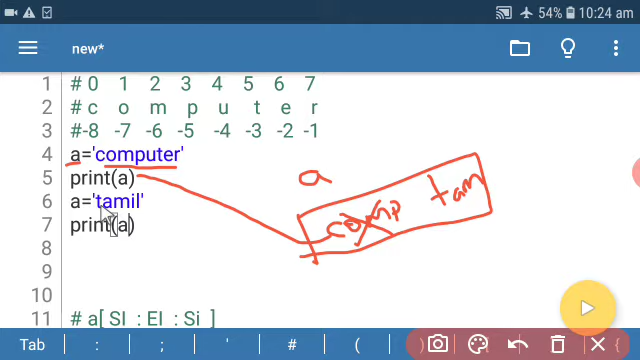 54% 10:24 am
new*
1 # 0 1 2 3 4 5 6 7
2 # c o m p u t e r
3 #-8 -7 -6 -5 -4 -3 -2 -1
4 a='computer'
5 print(a)
6 a='tamil'
7 print(a)
8
9
10
11 # a[ SI : EI : Si ]
a
comp tam
Tab : ; ' # ( ) {